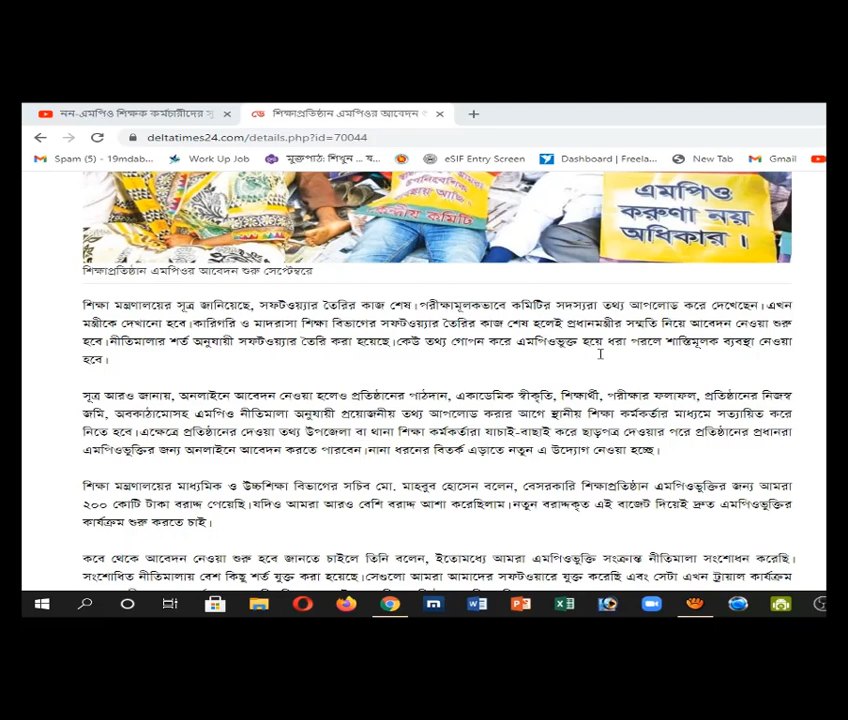 নন-এমপিও শিক্ষক কর্মচারীদের সু
শিক্ষাপ্রতিষ্ঠান এমপিওর আবেদন
deltatimes24.com/details.php?id=70044
Spam (5) - 19mdab...
Work Up Job
মুক্তপাঠ: শিখুন ... য...
eSIF Entry Screen
Dashboard | Freela...
New Tab
Gmail
এমপিও
করুণা নয়
অধিকার।
কমিটি
শিক্ষাপ্রতিষ্ঠান এমপিওর আবেদন শুরু সেপ্টেম্বরে
শিক্ষা মন্ত্রণালয়ের সূত্র জানিয়েছে, সফটওয়্যার তৈরির কাজ শেষ।পরীক্ষামূলকভাবে কমিটির সদস্যরা তথ্য আপলোড করে দেখেছেন।এখন
মন্ত্রীকে দেখানো হবে।কারিগরি ও মাদরাসা শিক্ষা বিভাগের সফটওয়্যার তৈরির কাজ শেষ হলেই প্রধানমন্ত্রীর সম্মতি নিয়ে আবেদন নেওয়া শুরু
হবে।নীতিমালার শর্ত অনুযায়ী সফটওয়্যার তৈরি করা হয়েছে।কেউ তথ্য গোপন করে এমপিওভুক্ত হয়ে ধরা পরলে শাস্তিমূলক ব্যবস্থা নেওয়া
হবে।
সূত্র আরও জানায়, অনলাইনে আবেদন নেওয়া হলেও প্রতিষ্ঠানের পাঠদান, একাডেমিক স্বীকৃতি, শিক্ষার্থী, পরীক্ষার ফলাফল, প্রতিষ্ঠানের নিজস্ব
জমি, অবকাঠামোসহ এমপিও নীতিমালা অনুযায়ী প্রয়োজনীয় তথ্য আপলোড করার আগে স্থানীয় শিক্ষা কর্মকর্তার মাধ্যমে সত্যায়িত করে
নিতে হবে।এক্ষেত্রে প্রতিষ্ঠানের দেওয়া তথ্য উপজেলা বা থানা শিক্ষা কর্মকর্তারা যাচাই-বাছাই করে ছাড়পত্র দেওয়ার পরে প্রতিষ্ঠানের প্রধানরা
এমপিওভুক্তির জন্য অনলাইনে আবেদন করতে পারবেন।নানা ধরনের বিতর্ক এড়াতে নতুন এ উদ্যোগ নেওয়া হচ্ছে।
শিক্ষা মন্ত্রণালয়ের মাধ্যমিক ও উচ্চশিক্ষা বিভাগের সচিব মো. মাহবুব হোসেন বলেন, বেসরকারি শিক্ষাপ্রতিষ্ঠান এমপিওভুক্তির জন্য আমরা
২০০ কোটি টাকা বরাদ্দ পেয়েছি।যদিও আমরা আরও বেশি বরাদ্দ আশা করেছিলাম।নতুন বরাদ্দকৃত এই বাজেট দিয়েই দ্রুত এমপিওভুক্তির
কার্যক্রম শুরু করতে চাই।
কবে থেকে আবেদন নেওয়া শুরু হবে জানতে চাইলে তিনি বলেন, ইতোমধ্যে আমরা এমপিওভুক্তি সংক্রান্ত নীতিমালা সংশোধন করেছি।
সংশোধিত নীতিমালায় বেশ কিছু শর্ত যুক্ত করা হয়েছে।সেগুলো আমরা আমাদের সফটওয়ারে যুক্ত করেছি এবং সেটা এখন ট্রায়াল কার্যক্রম